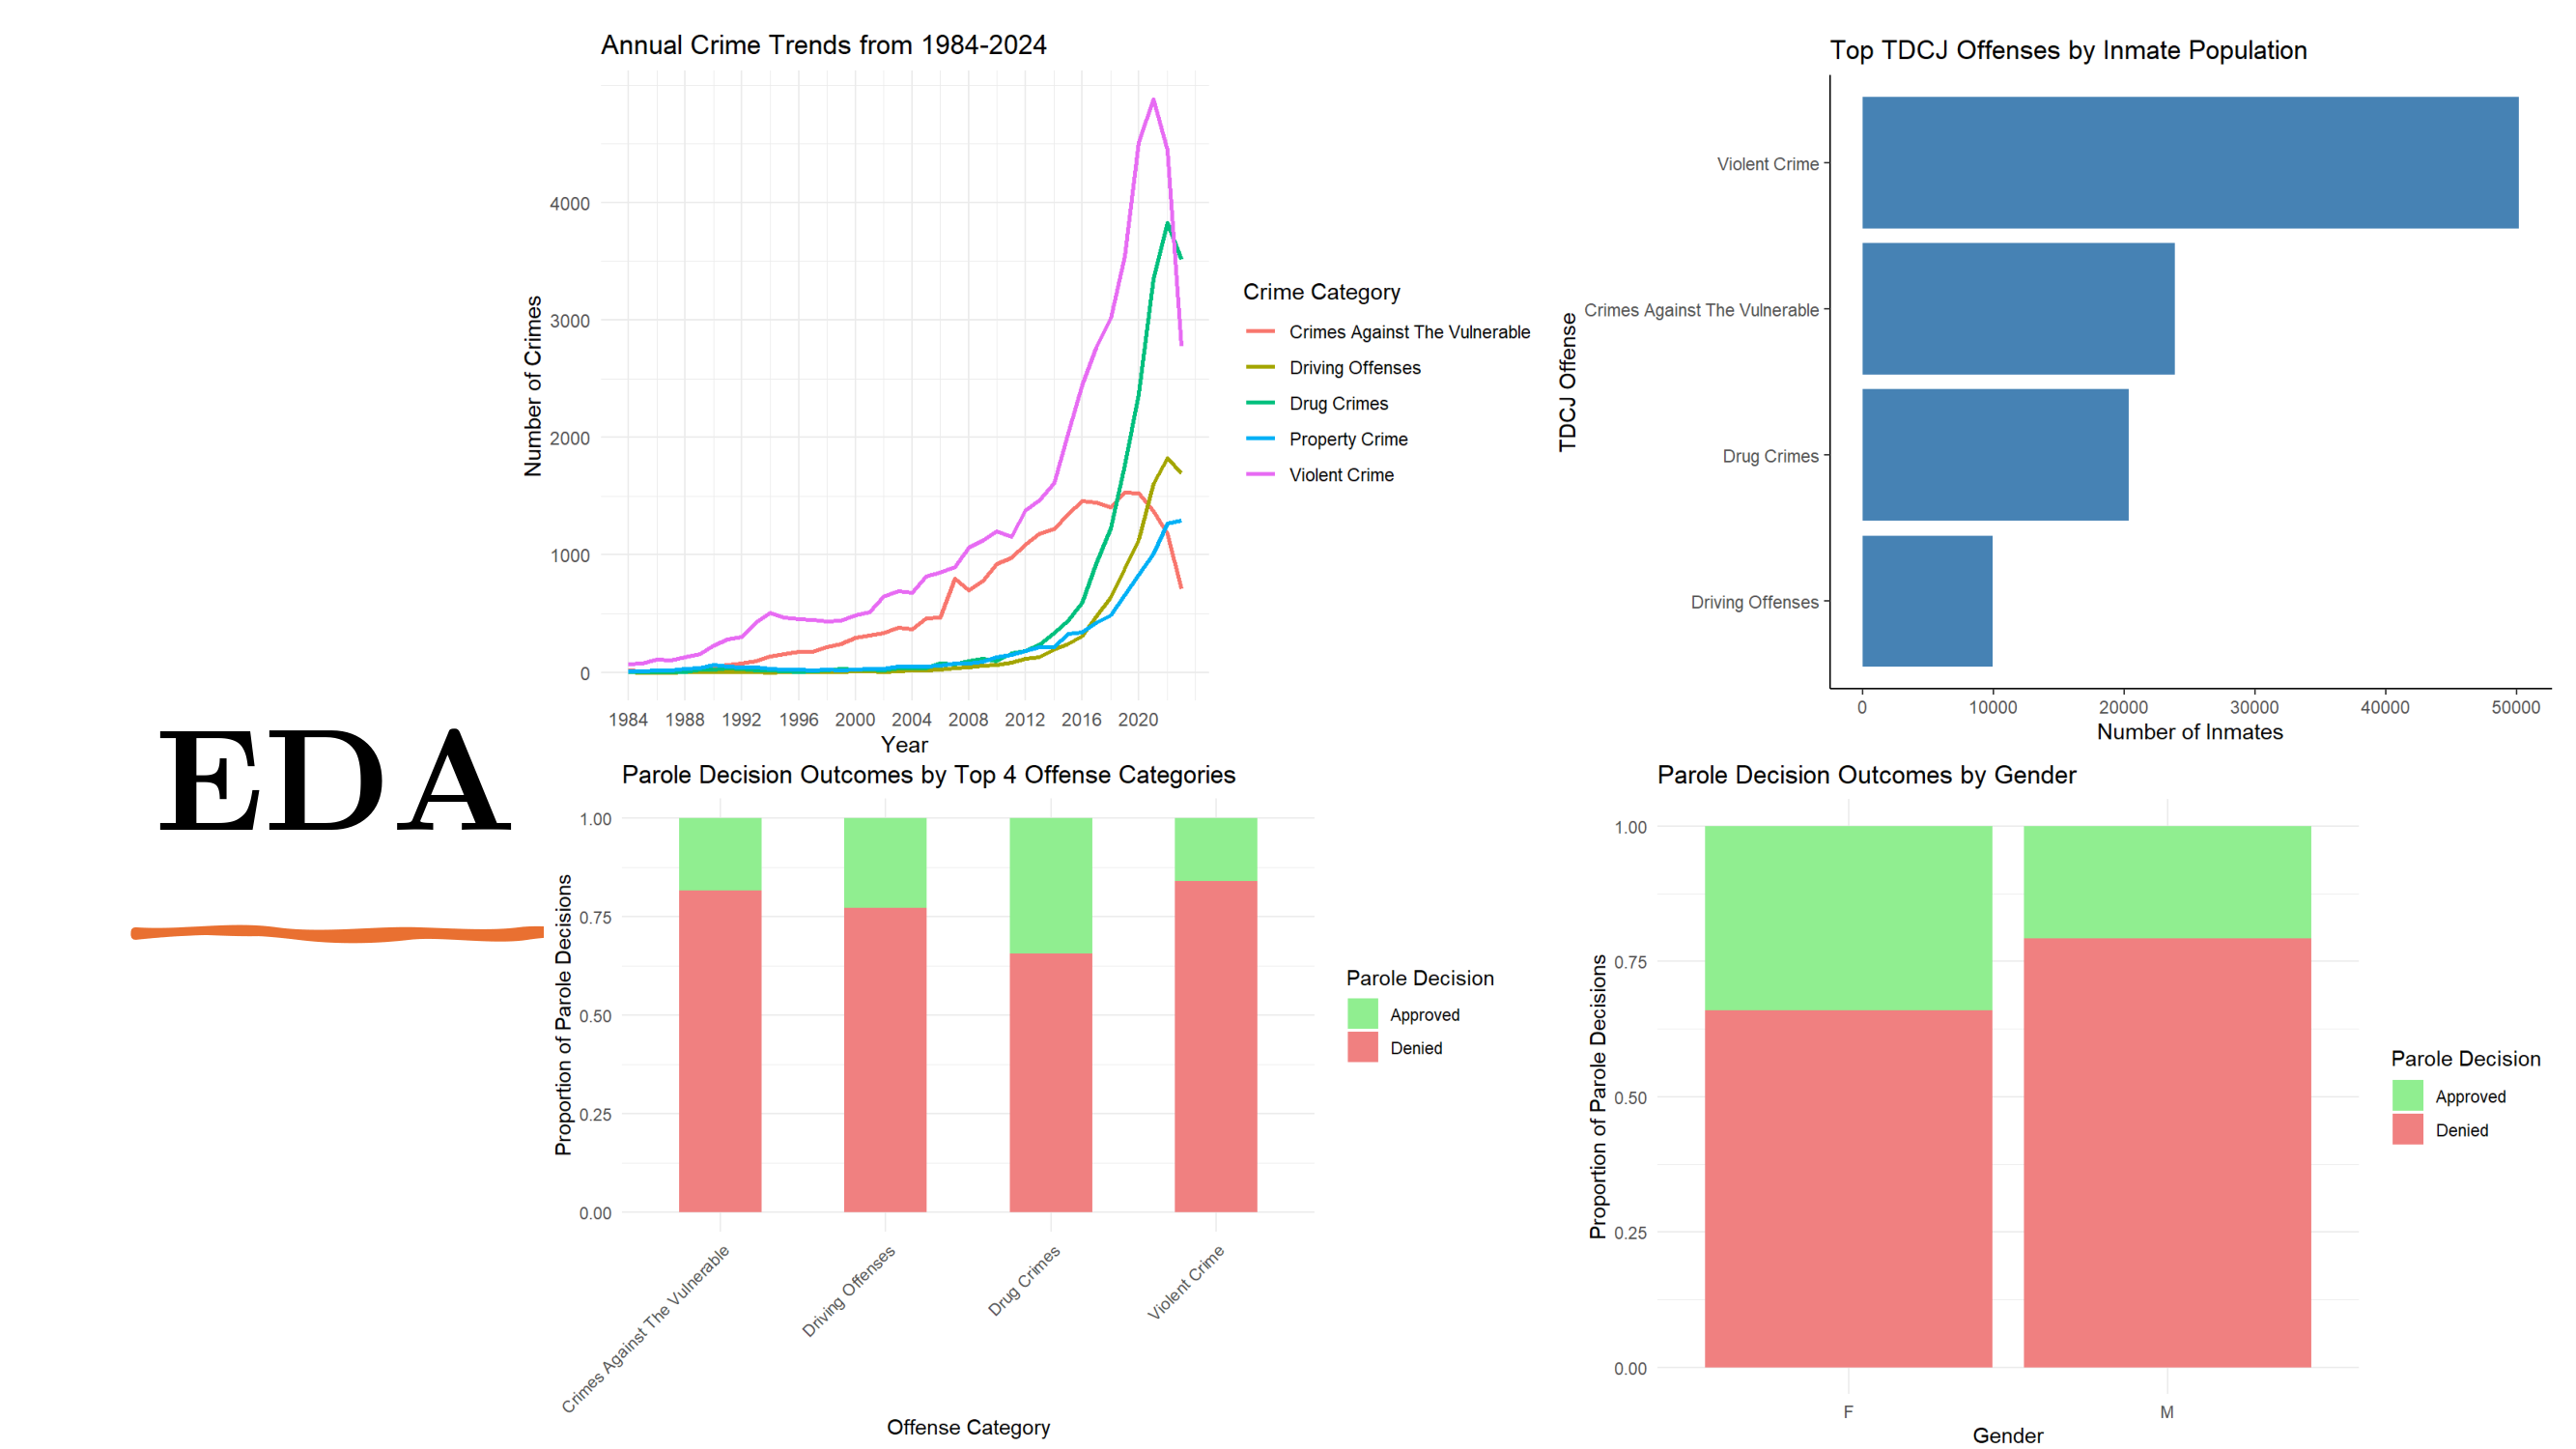 EDA
Annual Crime Trends from 1984-2024
Number of Crimes
4000
3000
2000
1000
0
1984 1988 1992 1996 2000 2004 2008 2012 2016 2020
Year
Crime Category
Crimes Against The Vulnerable
Driving Offenses
Drug Crimes
Property Crime
Violent Crime
Top TDCJ Offenses by Inmate Population
TDCJ Offense
Violent Crime
Crimes Against The Vulnerable
Drug Crimes
Driving Offenses
0 10000 20000 30000 40000 50000
Number of Inmates
Parole Decision Outcomes by Top 4 Offense Categories
Proportion of Parole Decisions
1.00
0.75
0.50
0.25
0.00
Crimes Against The Vulnerable
Driving Offenses
Drug Crimes
Violent Crime
Offense Category
Parole Decision
Approved
Denied
Parole Decision Outcomes by Gender
Proportion of Parole Decisions
1.00
0.75
0.50
0.25
0.00
F M
Gender
Parole Decision
Approved
Denied